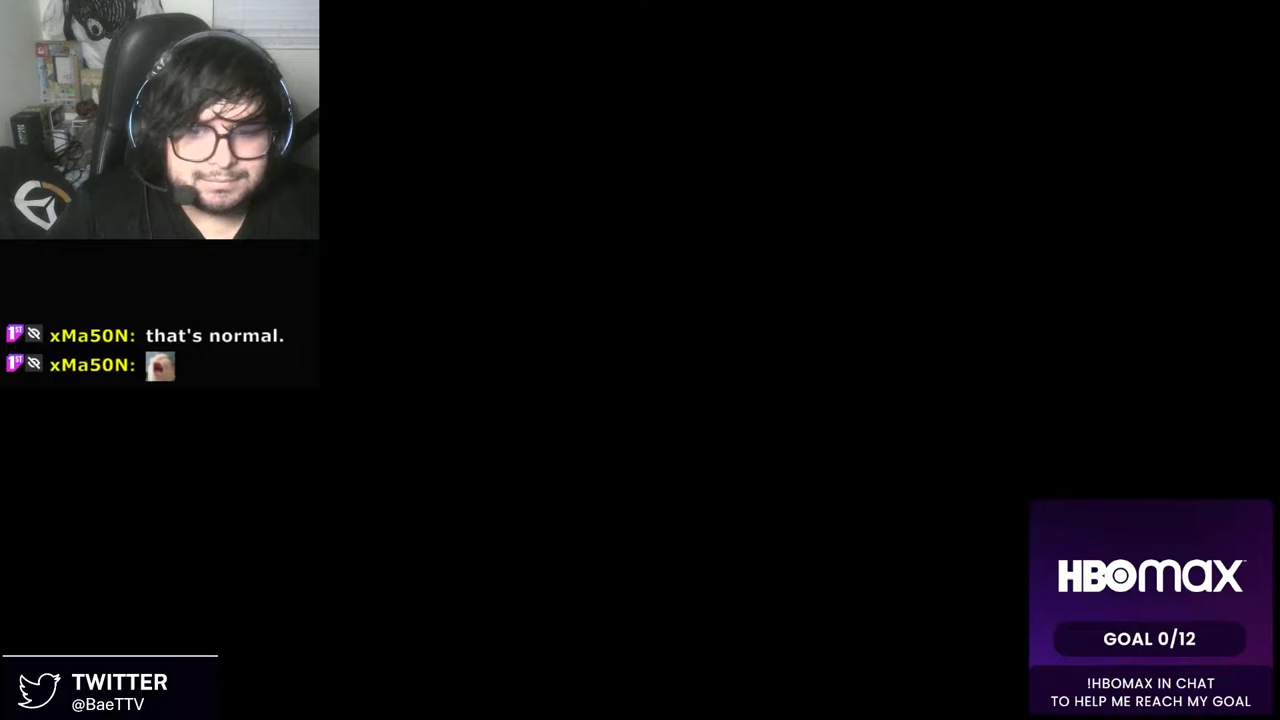 xMa50N: that's normal.
xMa50N:
HBOMAX
GOAL 0/12
!HBOMAX IN CHAT
TO HELP ME REACH MY GOAL
TWITTER
@BaeTTV